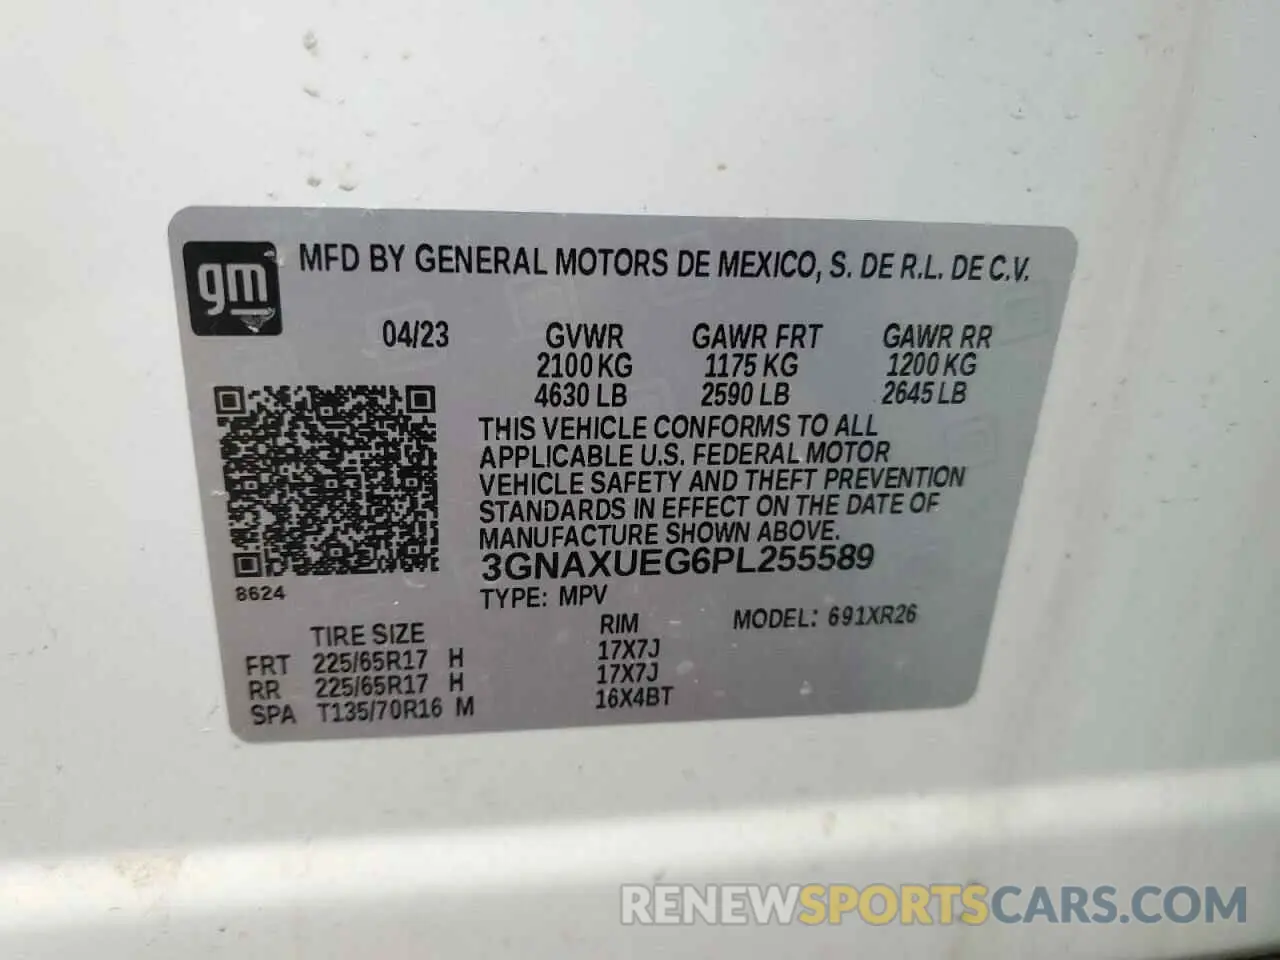 gm
MFD BY GENERAL MOTORS DE MEXICO, S. DE R.L. DE C.V.
04/23 GVWR GAWR FRT GAWR RR
2100 KG 1175 KG 1200 KG
4630 LB 2590 LB 2645 LB
THIS VEHICLE CONFORMS TO ALL
APPLICABLE U.S. FEDERAL MOTOR
VEHICLE SAFETY AND THEFT PREVENTION
STANDARDS IN EFFECT ON THE DATE OF
MANUFACTURE SHOWN ABOVE.
3GNAXUEG6PL255589
8624
TYPE: MPV
MODEL: 691XR26
TIRE SIZE RIM
FRT 225/65R17 H 17X7J
RR 225/65R17 H 17X7J
SPA T135/70R16 M 16X4BT
RENEWSPORTSCARS.COM